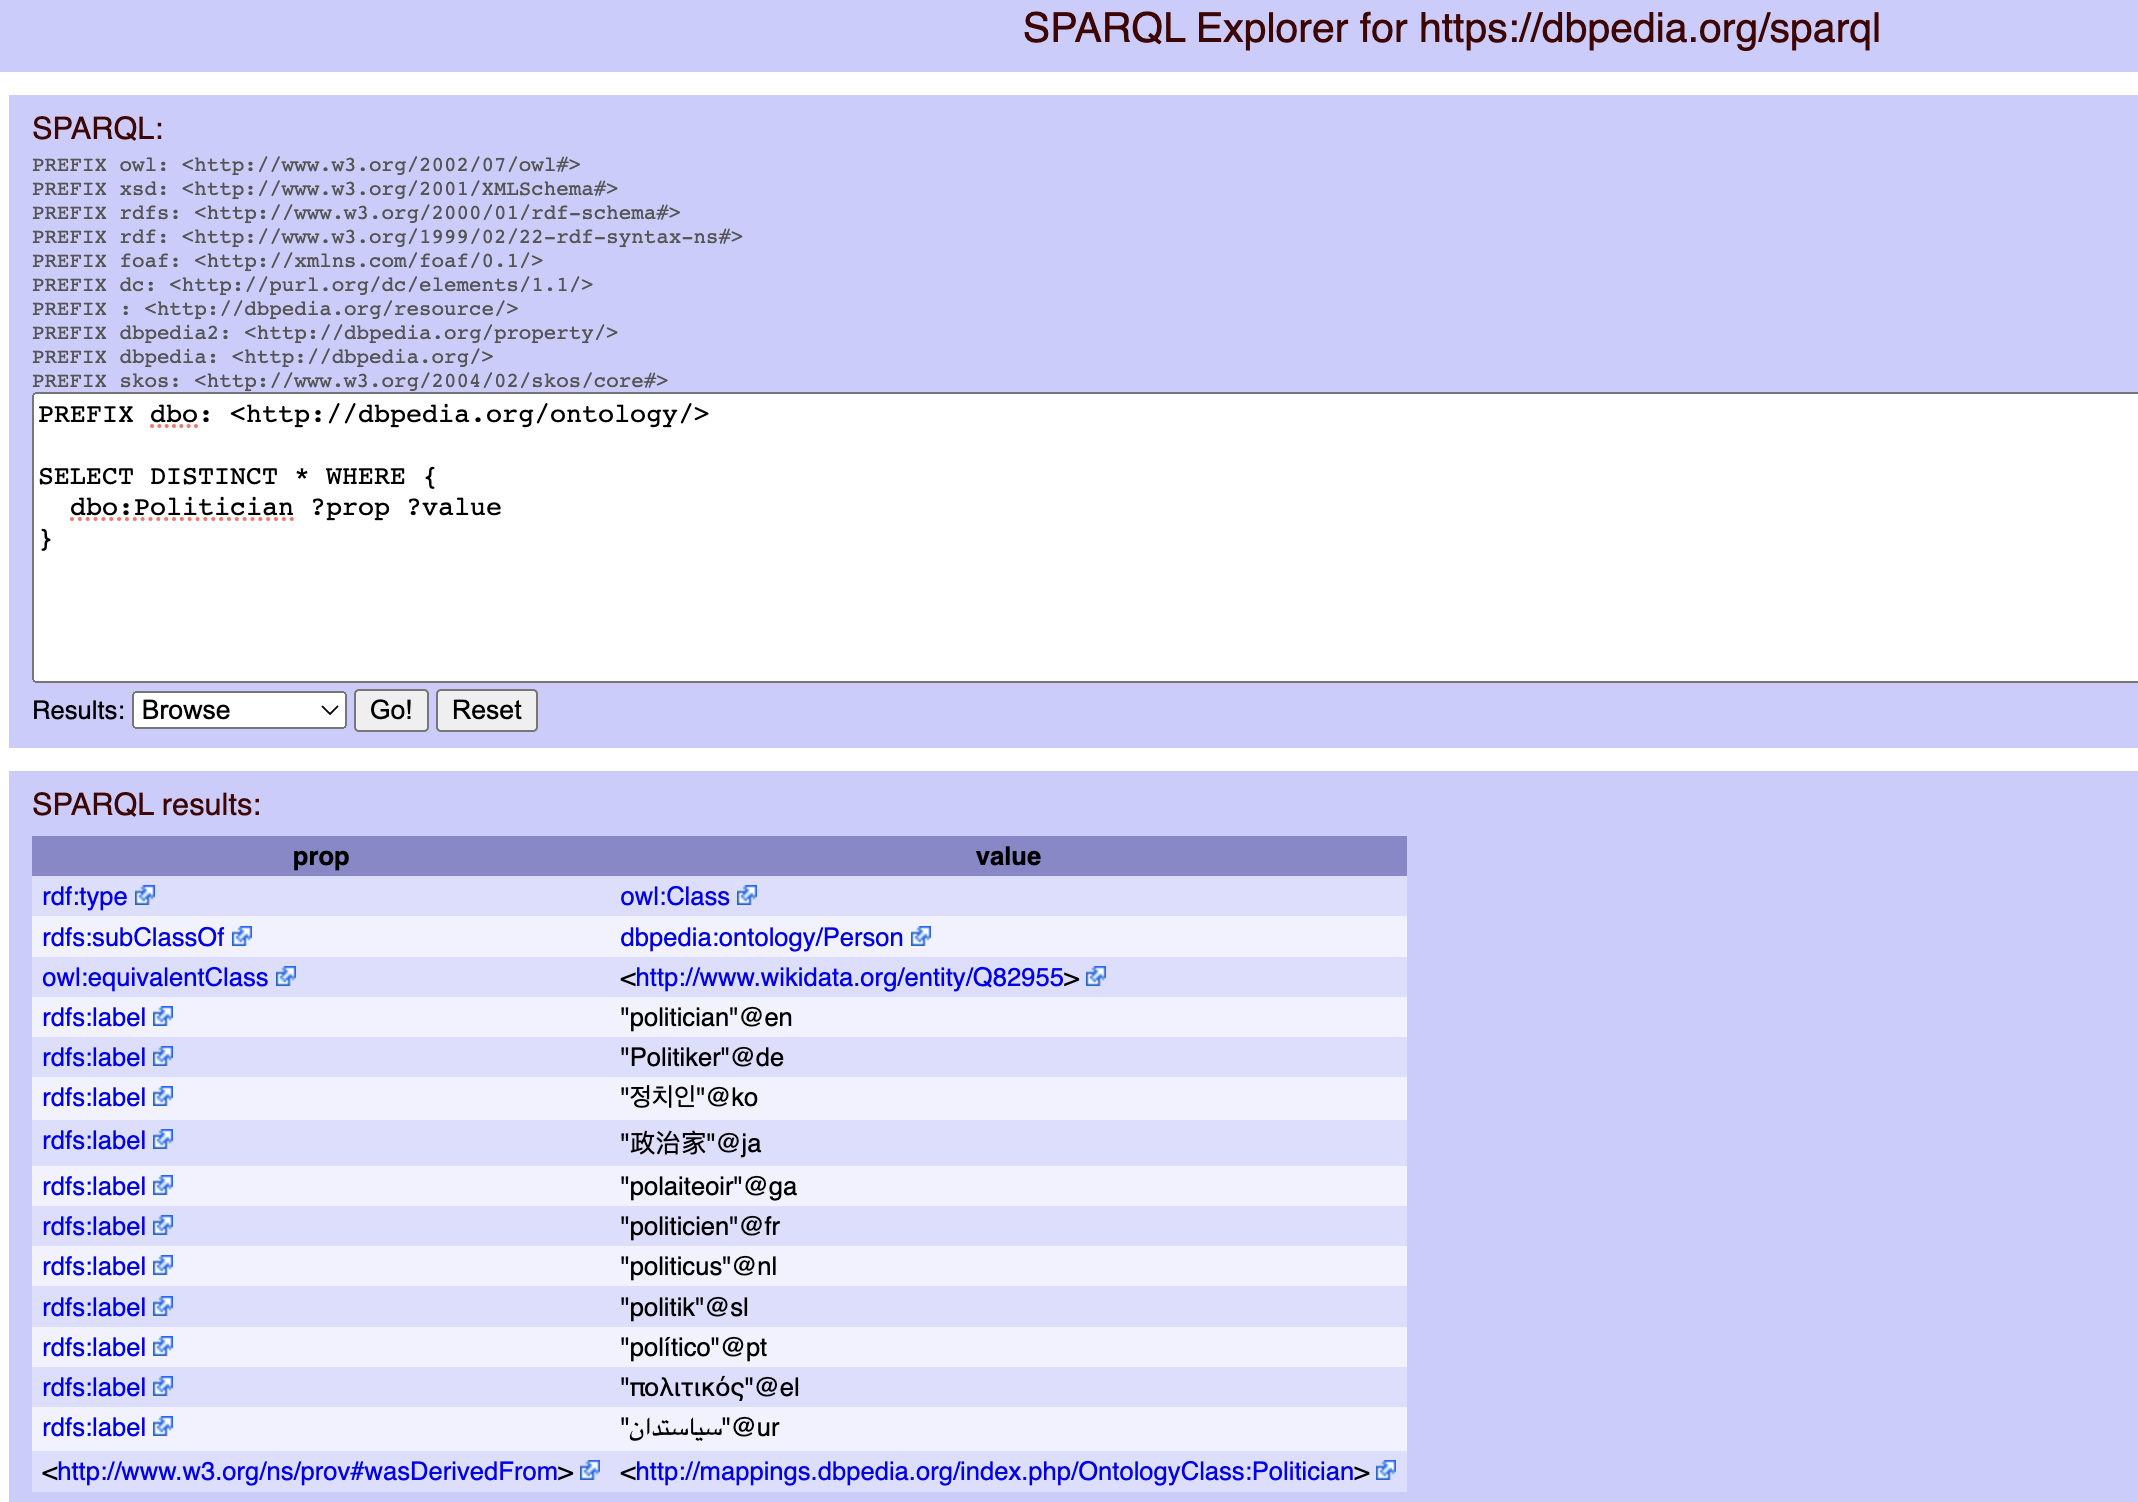 SPARQL Explorer for https://dbpedia.org/sparql
SPARQL:
PREFIX owl: <http://www.w3.org/2002/07/owl#>
PREFIX xsd: <http://www.w3.org/2001/XMLSchema#>
PREFIX rdfs: <http://www.w3.org/2000/01/rdf-schema#>
PREFIX rdf: <http://www.w3.org/1999/02/22-rdf-syntax-ns#>
PREFIX foaf: <http://xmlns.com/foaf/0.1/>
PREFIX dc: <http://purl.org/dc/elements/1.1/>
PREFIX : <http://dbpedia.org/resource/>
PREFIX dbpedia2: <http://dbpedia.org/property/>
PREFIX dbpedia: <http://dbpedia.org/>
PREFIX skos: <http://www.w3.org/2004/02/skos/core#>
PREFIX dbo: <http://dbpedia.org/ontology/>
SELECT DISTINCT * WHERE {
dbo:Politician ?prop ?value
}
Results: Browse Go! Reset
SPARQL results:
prop value
rdf:type owl:Class
rdfs:subClassOf dbpedia:ontology/Person
owl:equivalentClass <http://www.wikidata.org/entity/Q82955>
rdfs:label "politician"@en
rdfs:label "Politiker"@de
rdfs:label "정치인"@ko
rdfs:label "政治家"@ja
rdfs:label "polaiteoir"@ga
rdfs:label "politicien"@fr
rdfs:label "politicus"@nl
rdfs:label "politik"@sl
rdfs:label "político"@pt
rdfs:label "πολιτικός"@el
rdfs:label "سیاستدان"@ur
<http://www.w3.org/ns/prov#wasDerivedFrom> <http://mappings.dbpedia.org/index.php/OntologyClass:Politician>